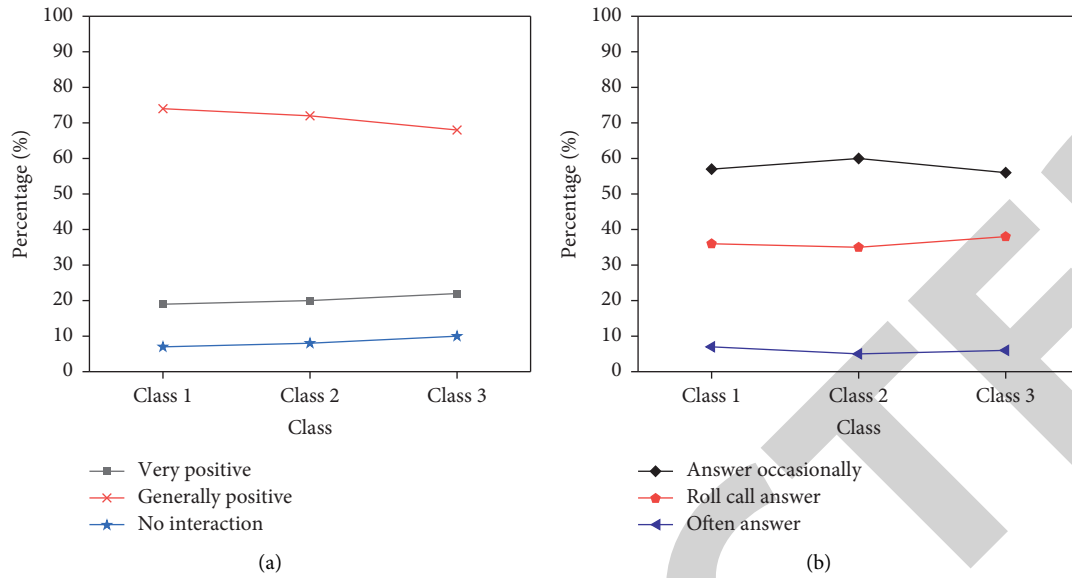 100
90
80
70
60
50
40
30
20
10
0
Percentage (%)
Class 1 Class 2 Class 3
Class
Very positive
Generally positive
No interaction
(a)
100
90
80
70
60
50
40
30
20
10
0
Percentage (%)
Class 1 Class 2 Class 3
Class
Answer occasionally
Roll call answer
Often answer
(b)